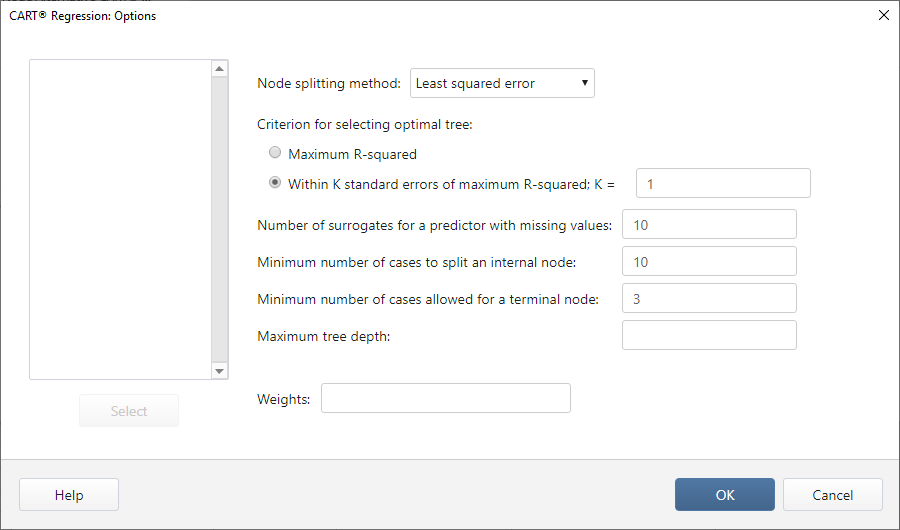 CART® Regression: Options
Node splitting method: Least squared error
Criterion for selecting optimal tree:
Maximum R-squared
Within K standard errors of maximum R-squared; K = 1
Number of surrogates for a predictor with missing values: 10
Minimum number of cases to split an internal node: 10
Minimum number of cases allowed for a terminal node: 3
Maximum tree depth:
Weights:
Select
Help OK Cancel